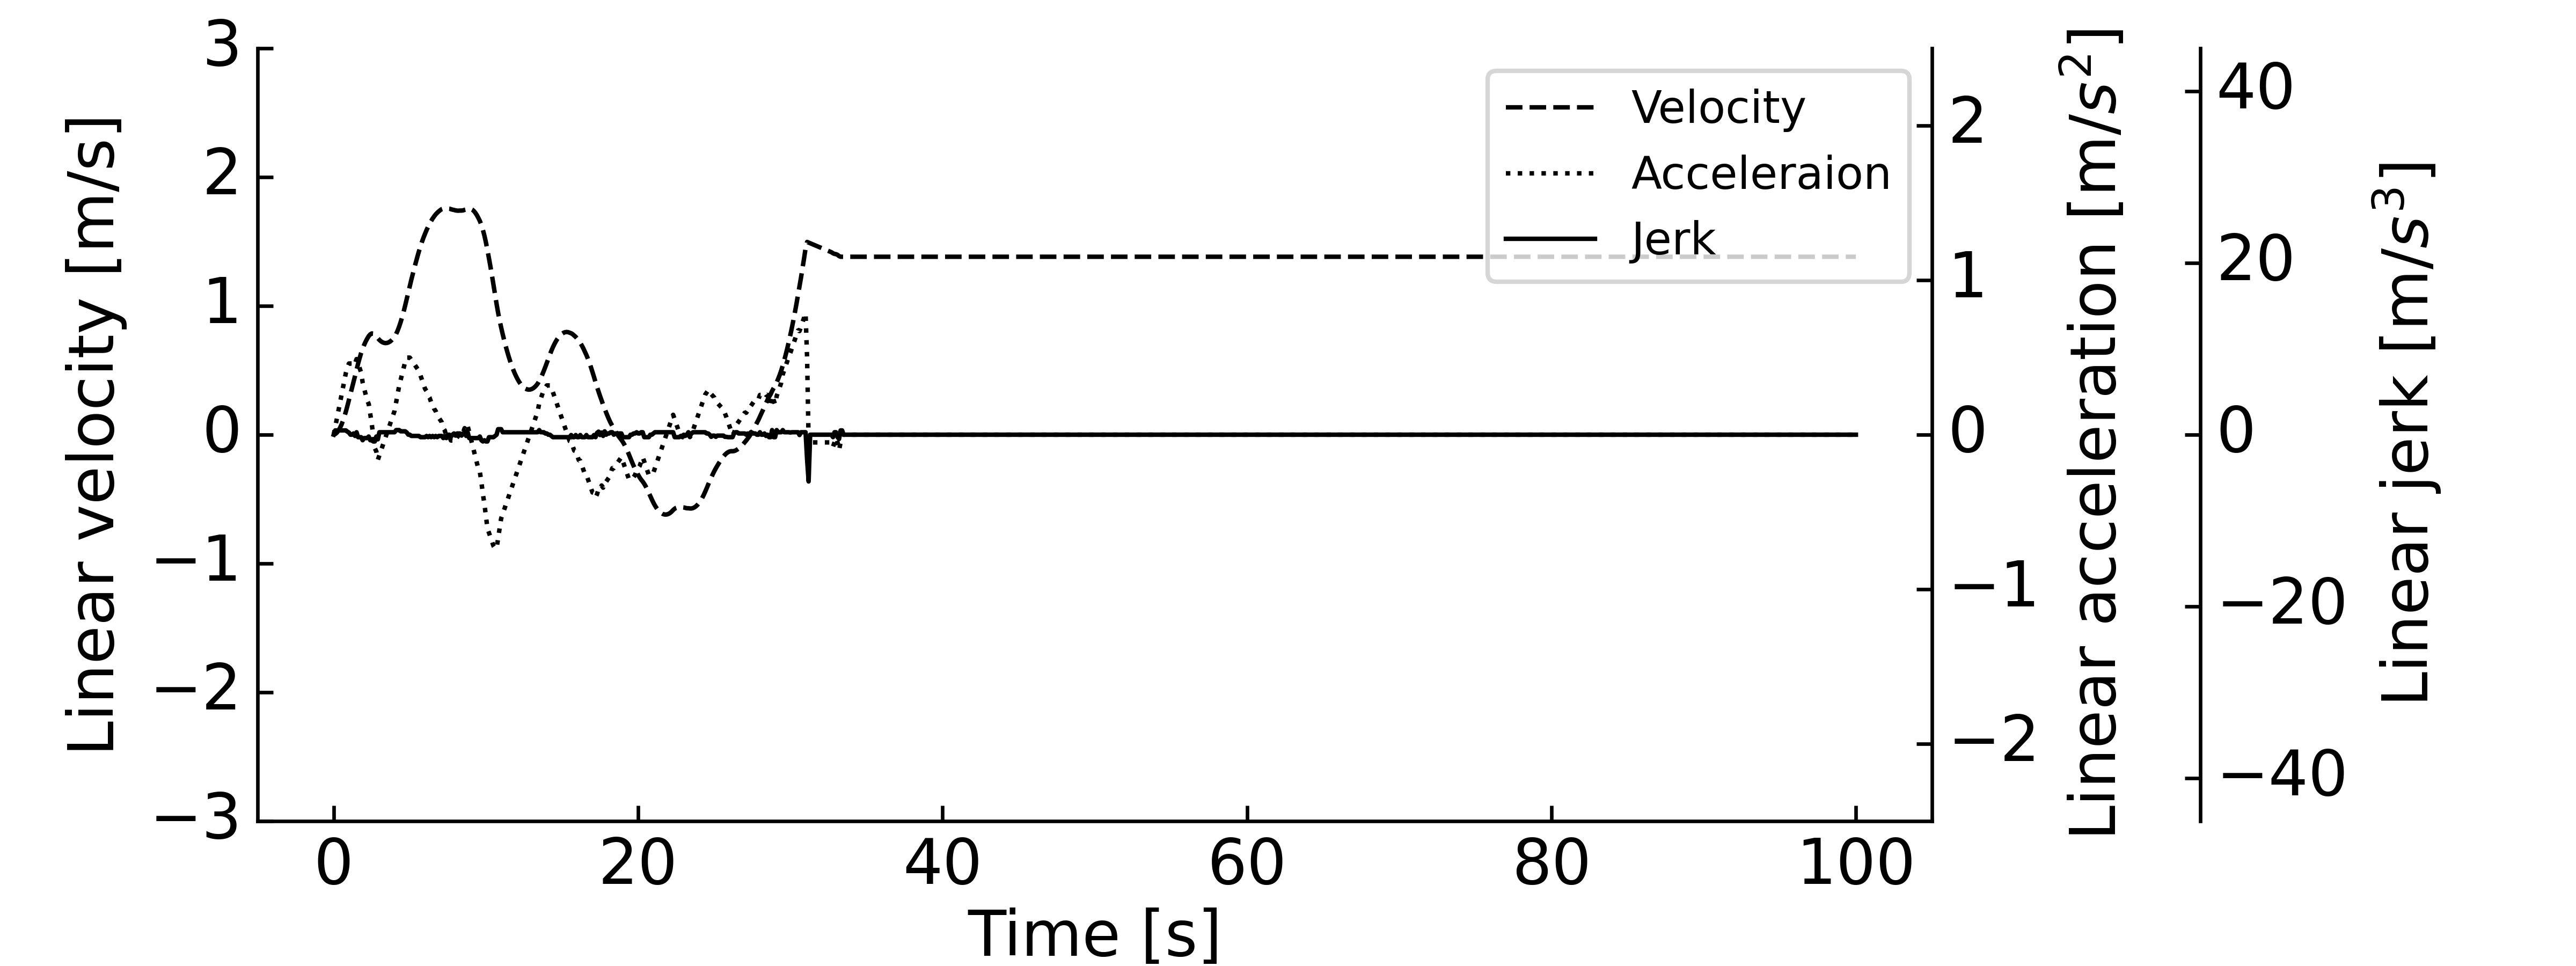 Linear velocity [m/s]
3
2
1
0
−1
−2
−3
0 20 40 60 80 100
Time [s]
Velocity
Acceleraion
Jerk
2
1
0
−1
−2
Linear acceleration [m/s²]
40
20
0
−20
−40
Linear jerk [m/s³]